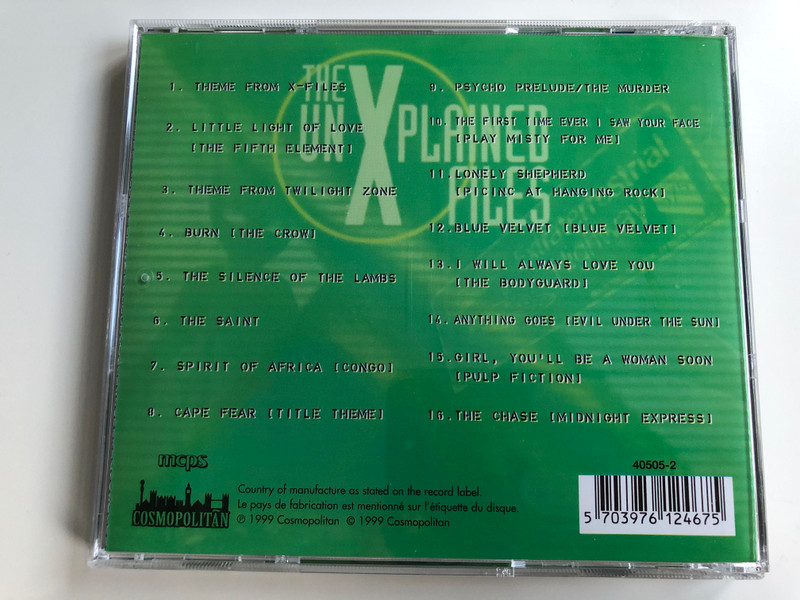 THE
UNXPLAINED
FILES
1. THEME FROM X-FILES
2. LITTLE LIGHT OF LOVE
[THE FIFTH ELEMENT]
3. THEME FROM TWILIGHT ZONE
4. BURN [THE CROW]
5. THE SILENCE OF THE LAMBS
6. THE SAINT
7. SPIRIT OF AFRICA [CONGO]
8. CAPE FEAR [TITLE THEME]
9. PSYCHO PRELUDE/THE MURDER
10. THE FIRST TIME EVER I SAW YOUR FACE
[PLAY MISTY FOR ME]
11. LONELY SHEPHERD
[PICINC AT HANGING ROCK]
12. BLUE VELVET [BLUE VELVET]
13. I WILL ALWAYS LOVE YOU
[THE BODYGUARD]
14. ANYTHING GOES [EVIL UNDER THE SUN]
15. GIRL, YOU'LL BE A WOMAN SOON
[PULP FICTION]
16. THE CHASE [MIDNIGHT EXPRESS]
mcps
COSMOPOLITAN
Country of manufacture as stated on the record label.
Le pays de fabrication est mentionné sur l'étiquette du disque.
℗ 1999 Cosmopolitan © 1999 Cosmopolitan
40505-2
5 703976 124675